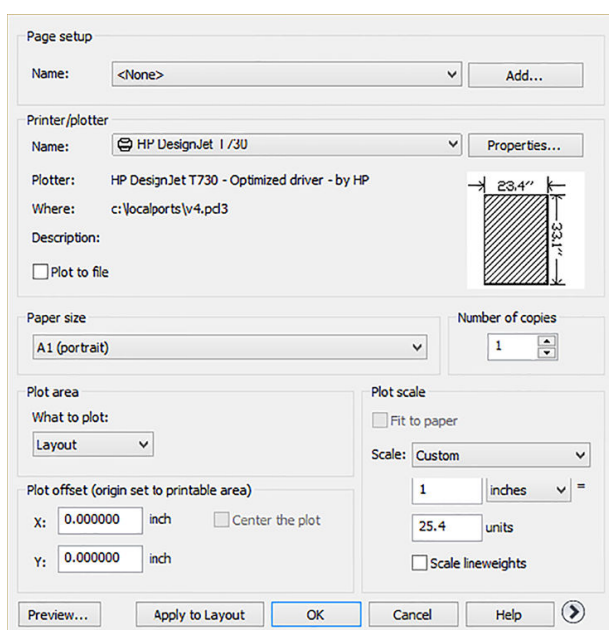 Page setup
Name: <None> Add...
Printer/plotter
Name: HP DesignJet T730 Properties...
Plotter: HP DesignJet T730 - Optimized driver - by HP
Where: c:\localports\v4.pcl3
Description:
Plot to file
23.4''
33.1''
Paper size
A1 (portrait)
Number of copies
1
Plot area
What to plot:
Layout
Plot scale
Fit to paper
Scale: Custom
1 inches =
25.4 units
Scale lineweights
Plot offset (origin set to printable area)
X: 0.000000 inch Center the plot
Y: 0.000000 inch
Preview... Apply to Layout OK Cancel Help